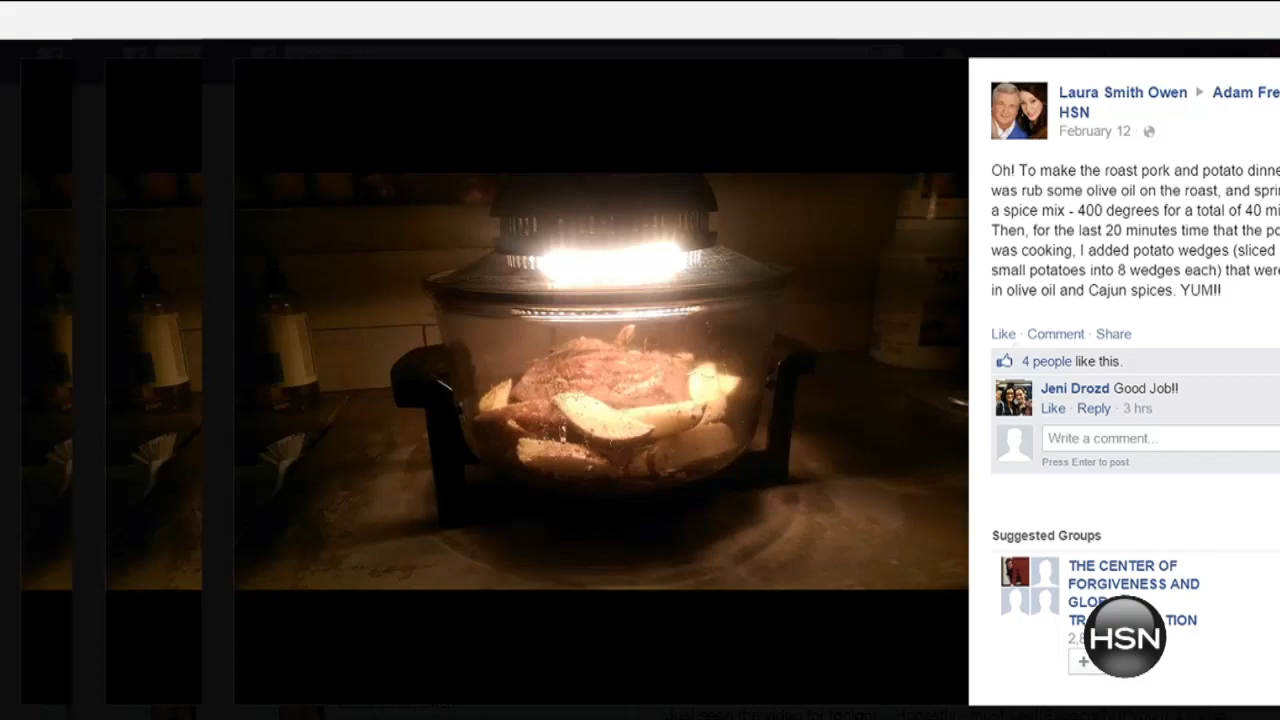 Laura Smith Owen ▸ Adam Fre
HSN
February 12 ·
Oh! To make the roast pork and potato dinne
was rub some olive oil on the roast, and spri
a spice mix - 400 degrees for a total of 40 mi
Then, for the last 20 minutes time that the po
was cooking, I added potato wedges (sliced
small potatoes into 8 wedges each) that were
in olive oil and Cajun spices. YUM!!
Like · Comment · Share
4 people like this.
Jeni Drozd Good Job!!
Like · Reply · 3 hrs
Write a comment...
Press Enter to post
Suggested Groups
THE CENTER OF
FORGIVENESS AND
HSN